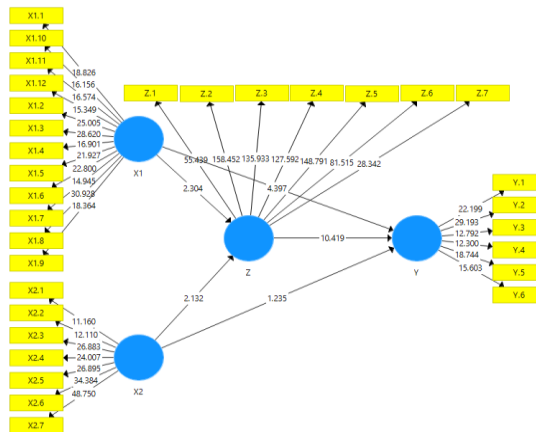 X1.1
X1.10
X1.11
X1.12
X1.2
X1.3
X1.4
X1.5
X1.6
X1.7
X1.8
X1.9
18.826
16.156
16.574
15.349
25.005
28.620
16.901
21.927
22.800
14.945
30.928
18.364
X1
Z.1 Z.2 Z.3 Z.4 Z.5 Z.6 Z.7
55.439 158.452 135.933 127.592 148.791 81.515 28.342
2.304
4.397
Z
10.419
Y
Y.1
Y.2
Y.3
Y.4
Y.5
Y.6
22.199
29.193
12.792
12.300
18.744
15.603
2.132
1.235
X2.1
X2.2
X2.3
X2.4
X2.5
X2.6
X2.7
11.160
12.110
26.883
24.007
26.895
34.384
48.750
X2